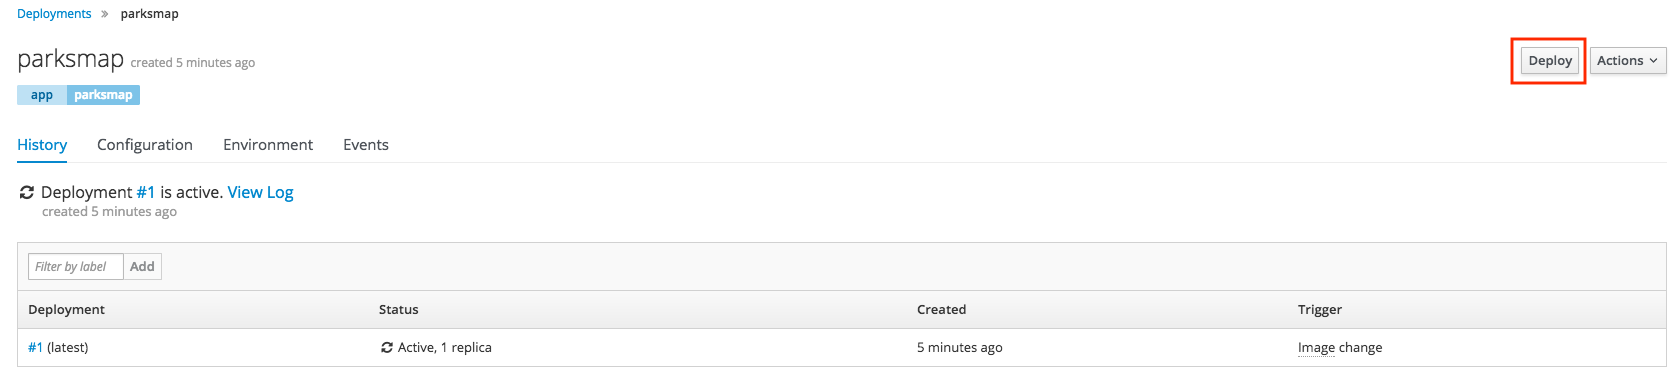 Deployments » parksmap
parksmap created 5 minutes ago
Deploy Actions
app parksmap
History Configuration Environment Events
Deployment #1 is active. View Log
created 5 minutes ago
Filter by label Add
Deployment Status Created Trigger
#1 (latest) Active, 1 replica 5 minutes ago Image change